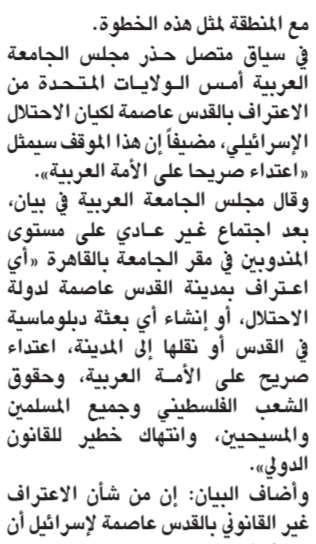 مع المنطقة لمثل هذه الخطوة.
في سياق متصل حذر مجلس الجامعة
العربية أمس الولايات المتحدة من
الاعتراف بالقدس عاصمة لكيان الاحتلال
الإسرائيلي، مضيفاً إن هذا الموقف سيمثل
«اعتداء صريحا على الأمة العربية».
وقال مجلس الجامعة العربية في بيان،
بعد اجتماع غير عادي على مستوى
المندوبين في مقر الجامعة بالقاهرة «أي
اعتراف بمدينة القدس عاصمة لدولة
الاحتلال، أو إنشاء أي بعثة دبلوماسية
في القدس أو نقلها إلى المدينة، اعتداء
صريح على الأمة العربية، وحقوق
الشعب الفلسطيني وجميع المسلمين
والمسيحيين، وانتهاك خطير للقانون
الدولي».
وأضاف البيان: إن من شأن الاعتراف
غير القانوني بالقدس عاصمة لإسرائيل أن